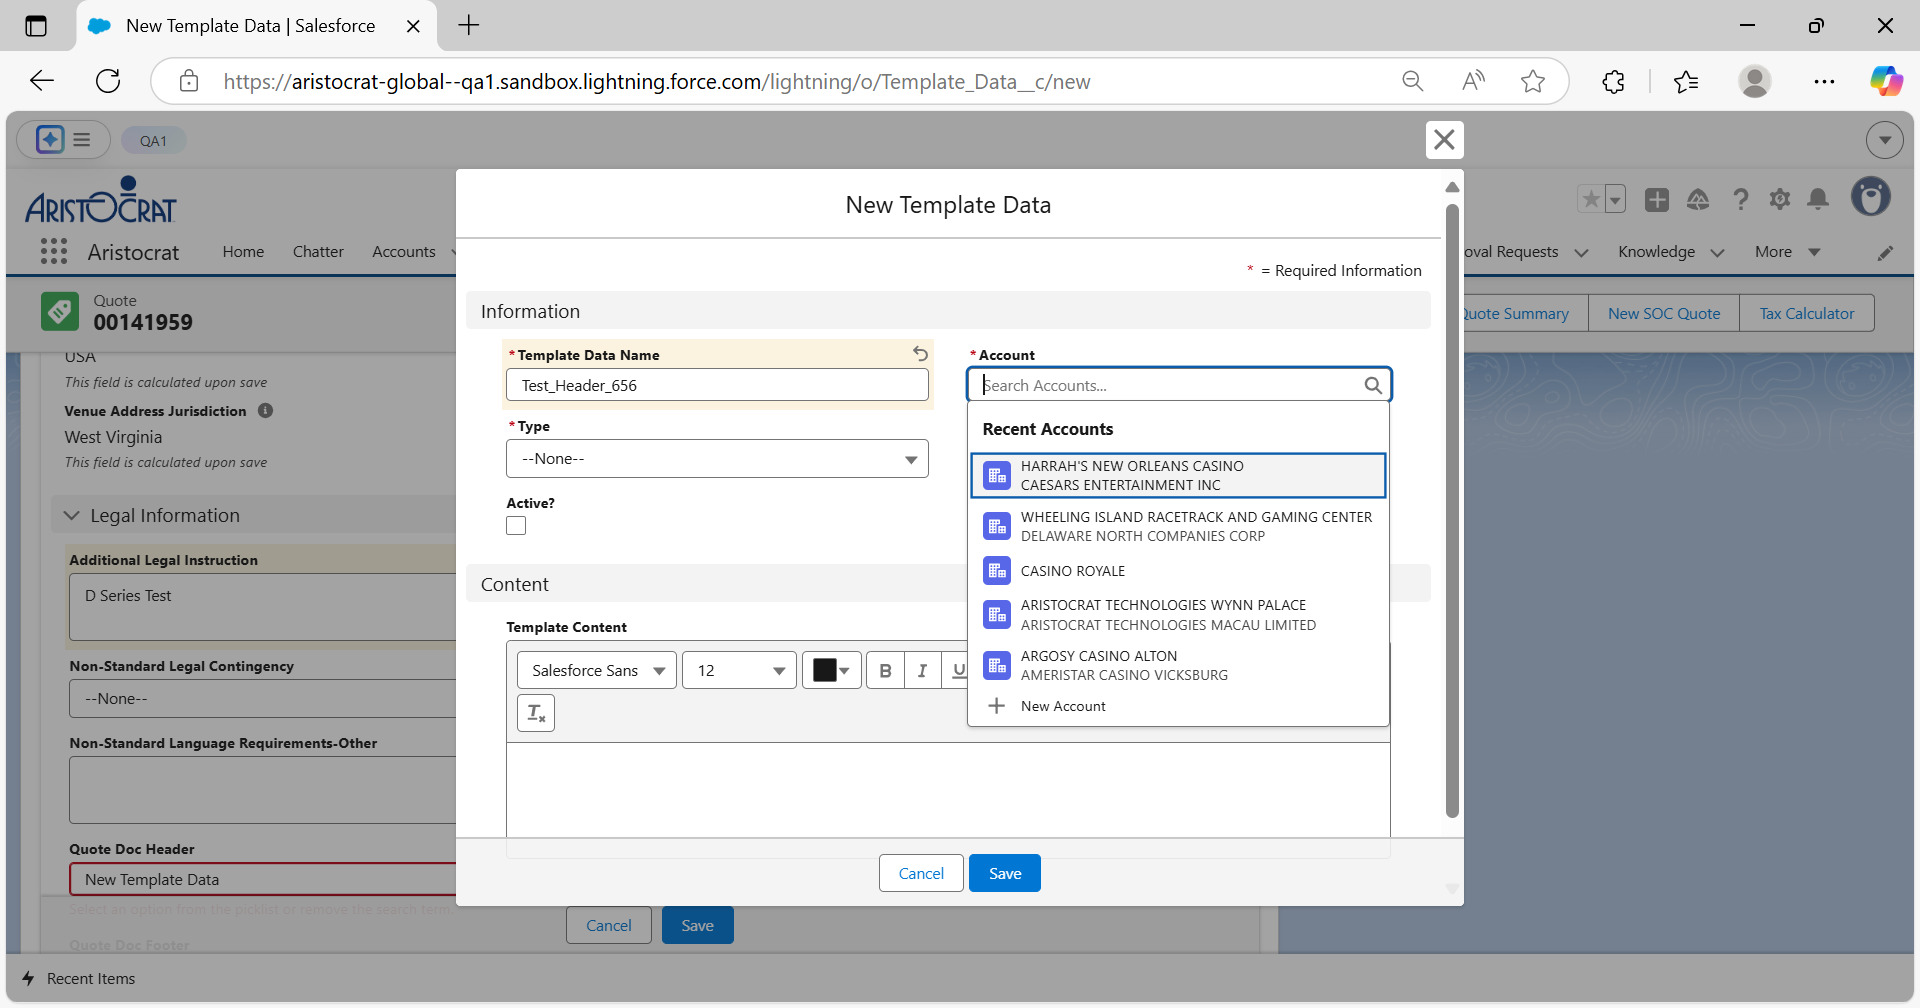 New Template Data | Salesforce
https://aristocrat-global--qa1.sandbox.lightning.force.com/lightning/o/Template_Data__c/new
QA1
ARISTOCRAT
Aristocrat
Home
Chatter
Accounts
oval Requests
Knowledge
More
Quote
00141959
Quote Summary
New SOC Quote
Tax Calculator
USA
This field is calculated upon save
Venue Address Jurisdiction
West Virginia
This field is calculated upon save
Legal Information
Additional Legal Instruction
D Series Test
Non-Standard Legal Contingency
--None--
Non-Standard Language Requirements-Other
Quote Doc Header
New Template Data
Select an option from the picklist or remove the search term.
Quote Doc Footer
Cancel
Save
Recent Items
New Template Data
* = Required Information
Information
*Template Data Name
Test_Header_656
*Account
Search Accounts...
Recent Accounts
HARRAH'S NEW ORLEANS CASINO
CAESARS ENTERTAINMENT INC
WHEELING ISLAND RACETRACK AND GAMING CENTER
DELAWARE NORTH COMPANIES CORP
CASINO ROYALE
ARISTOCRAT TECHNOLOGIES WYNN PALACE
ARISTOCRAT TECHNOLOGIES MACAU LIMITED
ARGOSY CASINO ALTON
AMERISTAR CASINO VICKSBURG
New Account
*Type
--None--
Active?
Content
Template Content
Salesforce Sans
12
B
I
U
Cancel
Save